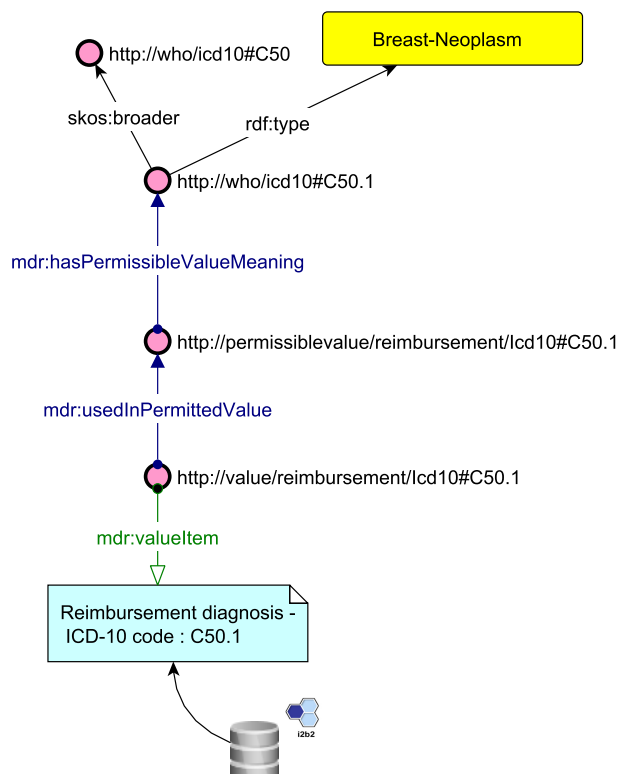 http://who/icd10#C50
Breast-Neoplasm
skos:broader
rdf:type
http://who/icd10#C50.1
mdr:hasPermissibleValueMeaning
http://permissiblevalue/reimbursement/Icd10#C50.1
mdr:usedInPermittedValue
http://value/reimbursement/Icd10#C50.1
mdr:valueItem
Reimbursement diagnosis -
ICD-10 code : C50.1
i2b2